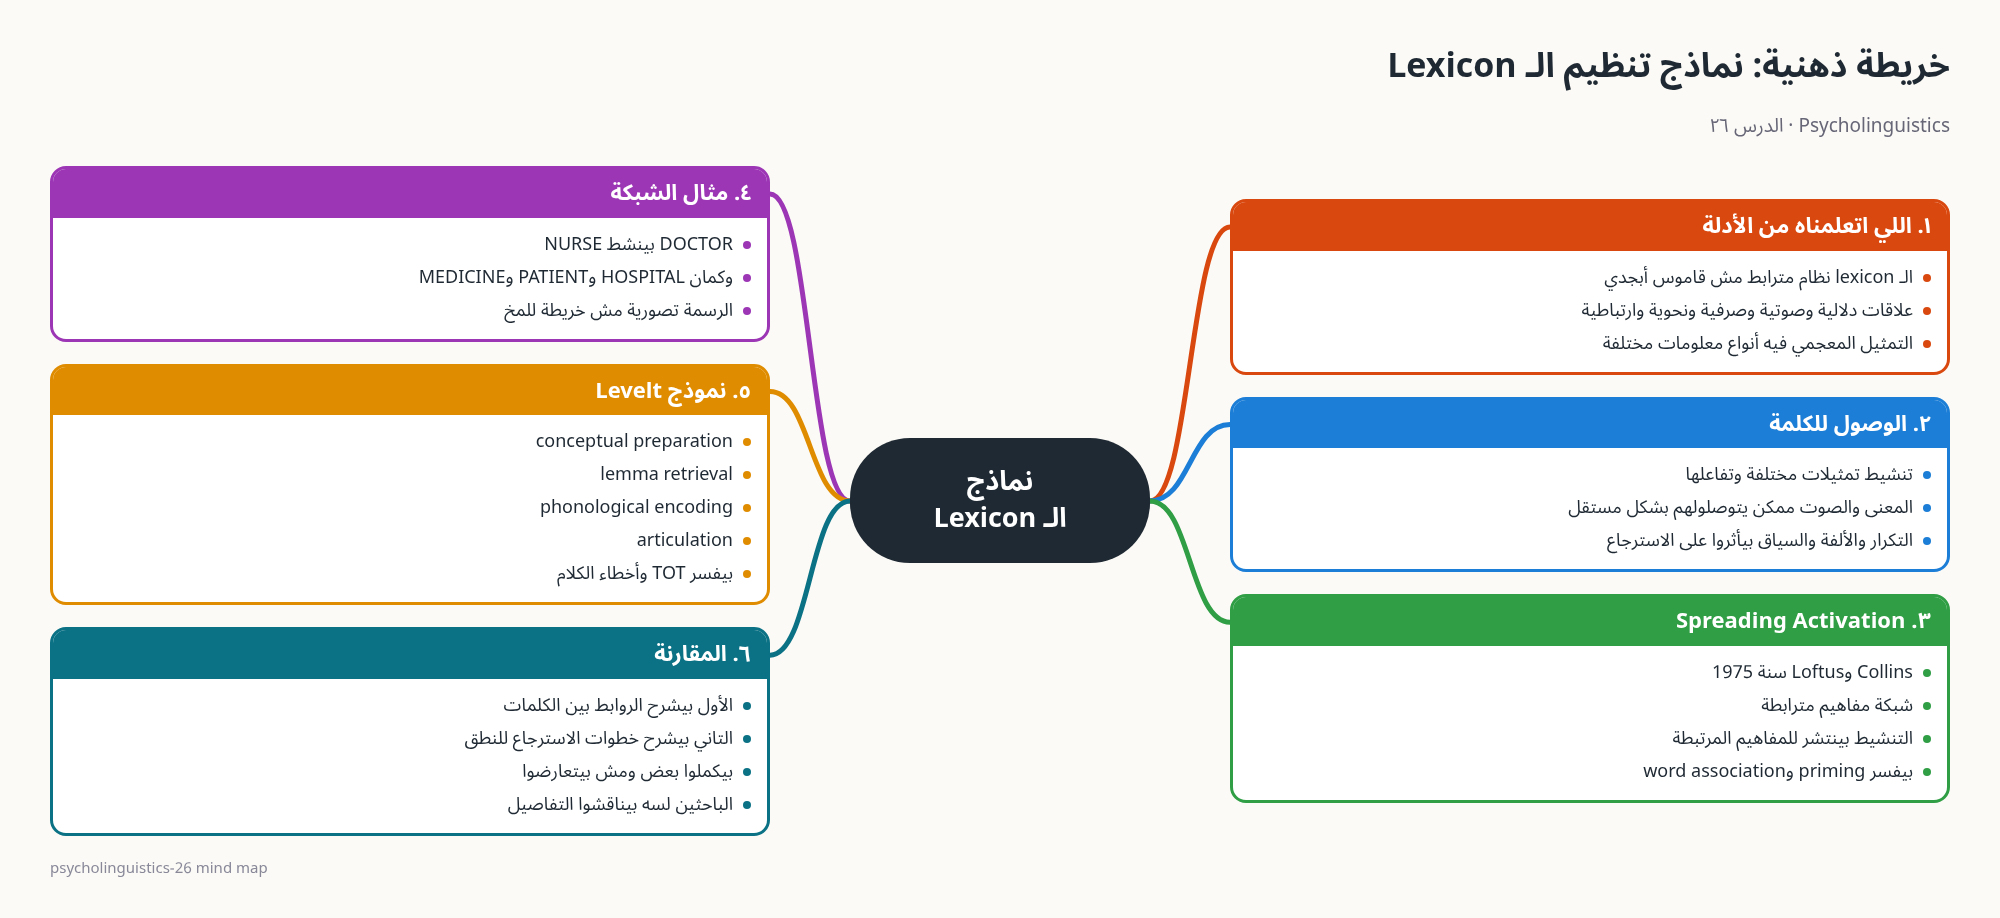 خريطة ذهنية: نماذج تنظيم الـ Lexicon
Psycholinguistics · الدرس ٢٦
١. اللي اتعلمناه من الأدلة
الـ lexicon نظام مترابط مش قاموس أبجدي
علاقات دلالية وصوتية وصرفية ونحوية وارتباطية
التمثيل المعجمي فيه أنواع معلومات مختلفة
٢. الوصول للكلمة
تنشيط تمثيلات مختلفة وتفاعلها
المعنى والصوت ممكن يتوصلولهم بشكل مستقل
التكرار والألفة والسياق بيأثروا على الاسترجاع
٣. Spreading Activation
Collins وLoftus سنة 1975
شبكة مفاهيم مترابطة
التنشيط بينتشر للمفاهيم المرتبطة
بيفسر priming وword association
نماذج
الـ Lexicon
٤. مثال الشبكة
DOCTOR بينشط NURSE
وكمان HOSPITAL وPATIENT وMEDICINE
الرسمة تصورية مش خريطة للمخ
٥. نموذج Levelt
conceptual preparation
lemma retrieval
phonological encoding
articulation
بيفسر TOT وأخطاء الكلام
٦. المقارنة
الأول بيشرح الروابط بين الكلمات
التاني بيشرح خطوات الاسترجاع للنطق
بيكملوا بعض ومش بيتعارضوا
الباحثين لسه بيناقشوا التفاصيل
psycholinguistics-26 mind map